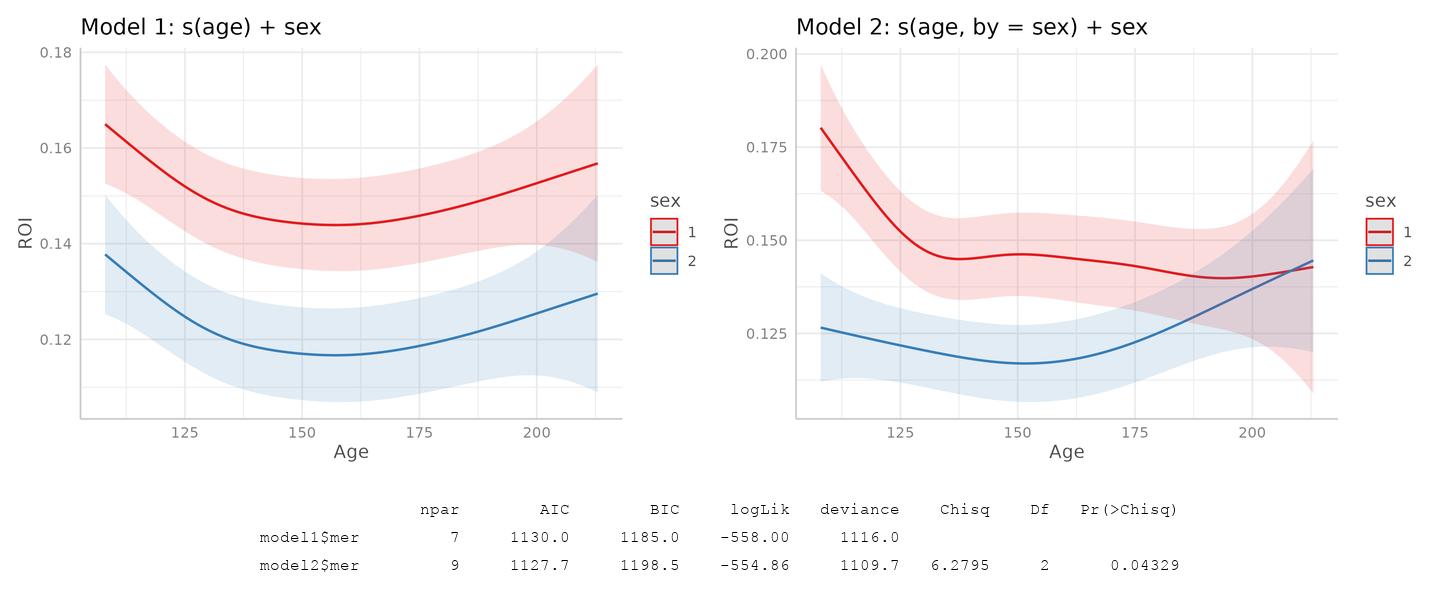 Model 1: s(age) + sex
0.18
0.16
0.14
0.12
ROI
125 150 175 200
Age
sex
1
2
Model 2: s(age, by = sex) + sex
0.200
0.175
0.150
0.125
ROI
125 150 175 200
Age
sex
1
2
npar AIC BIC logLik deviance Chisq Df Pr(>Chisq)
model1$mer 7 1130.0 1185.0 -558.00 1116.0
model2$mer 9 1127.7 1198.5 -554.86 1109.7 6.2795 2 0.04329